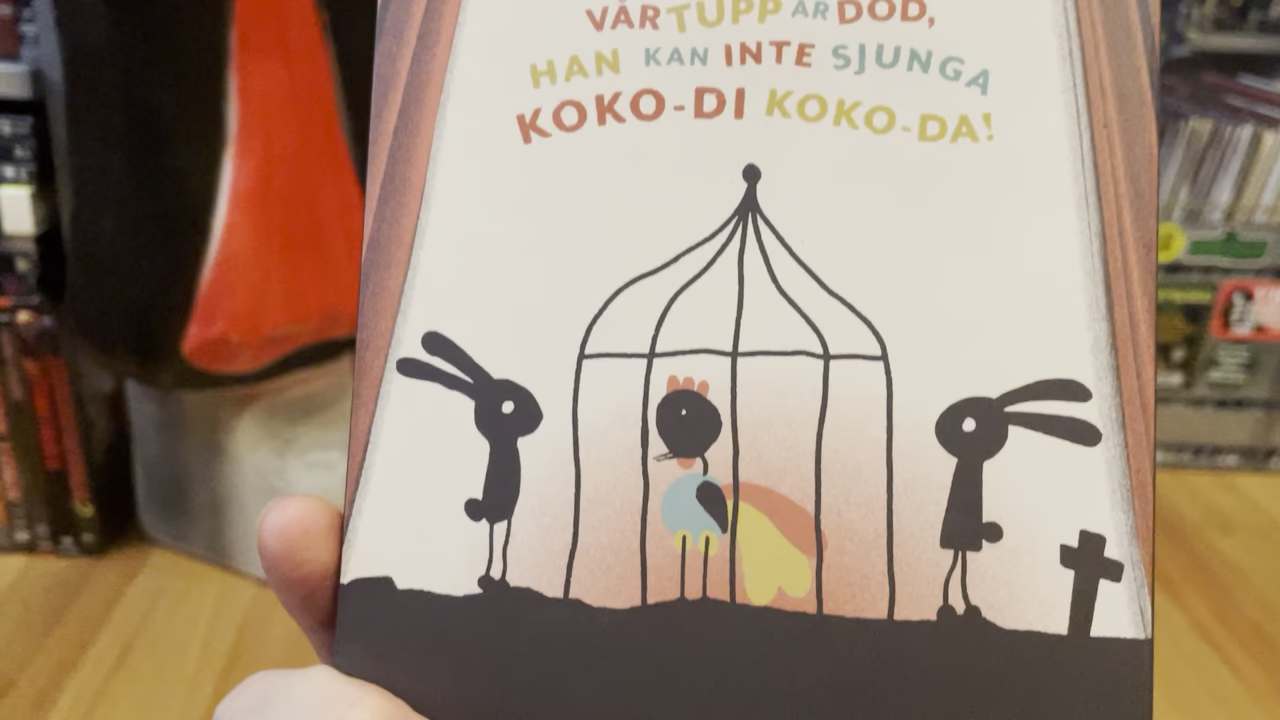 VÅR TUPP ÄR DÖD,
HAN KAN INTE SJUNGA
KOKO-DI KOKO-DA!